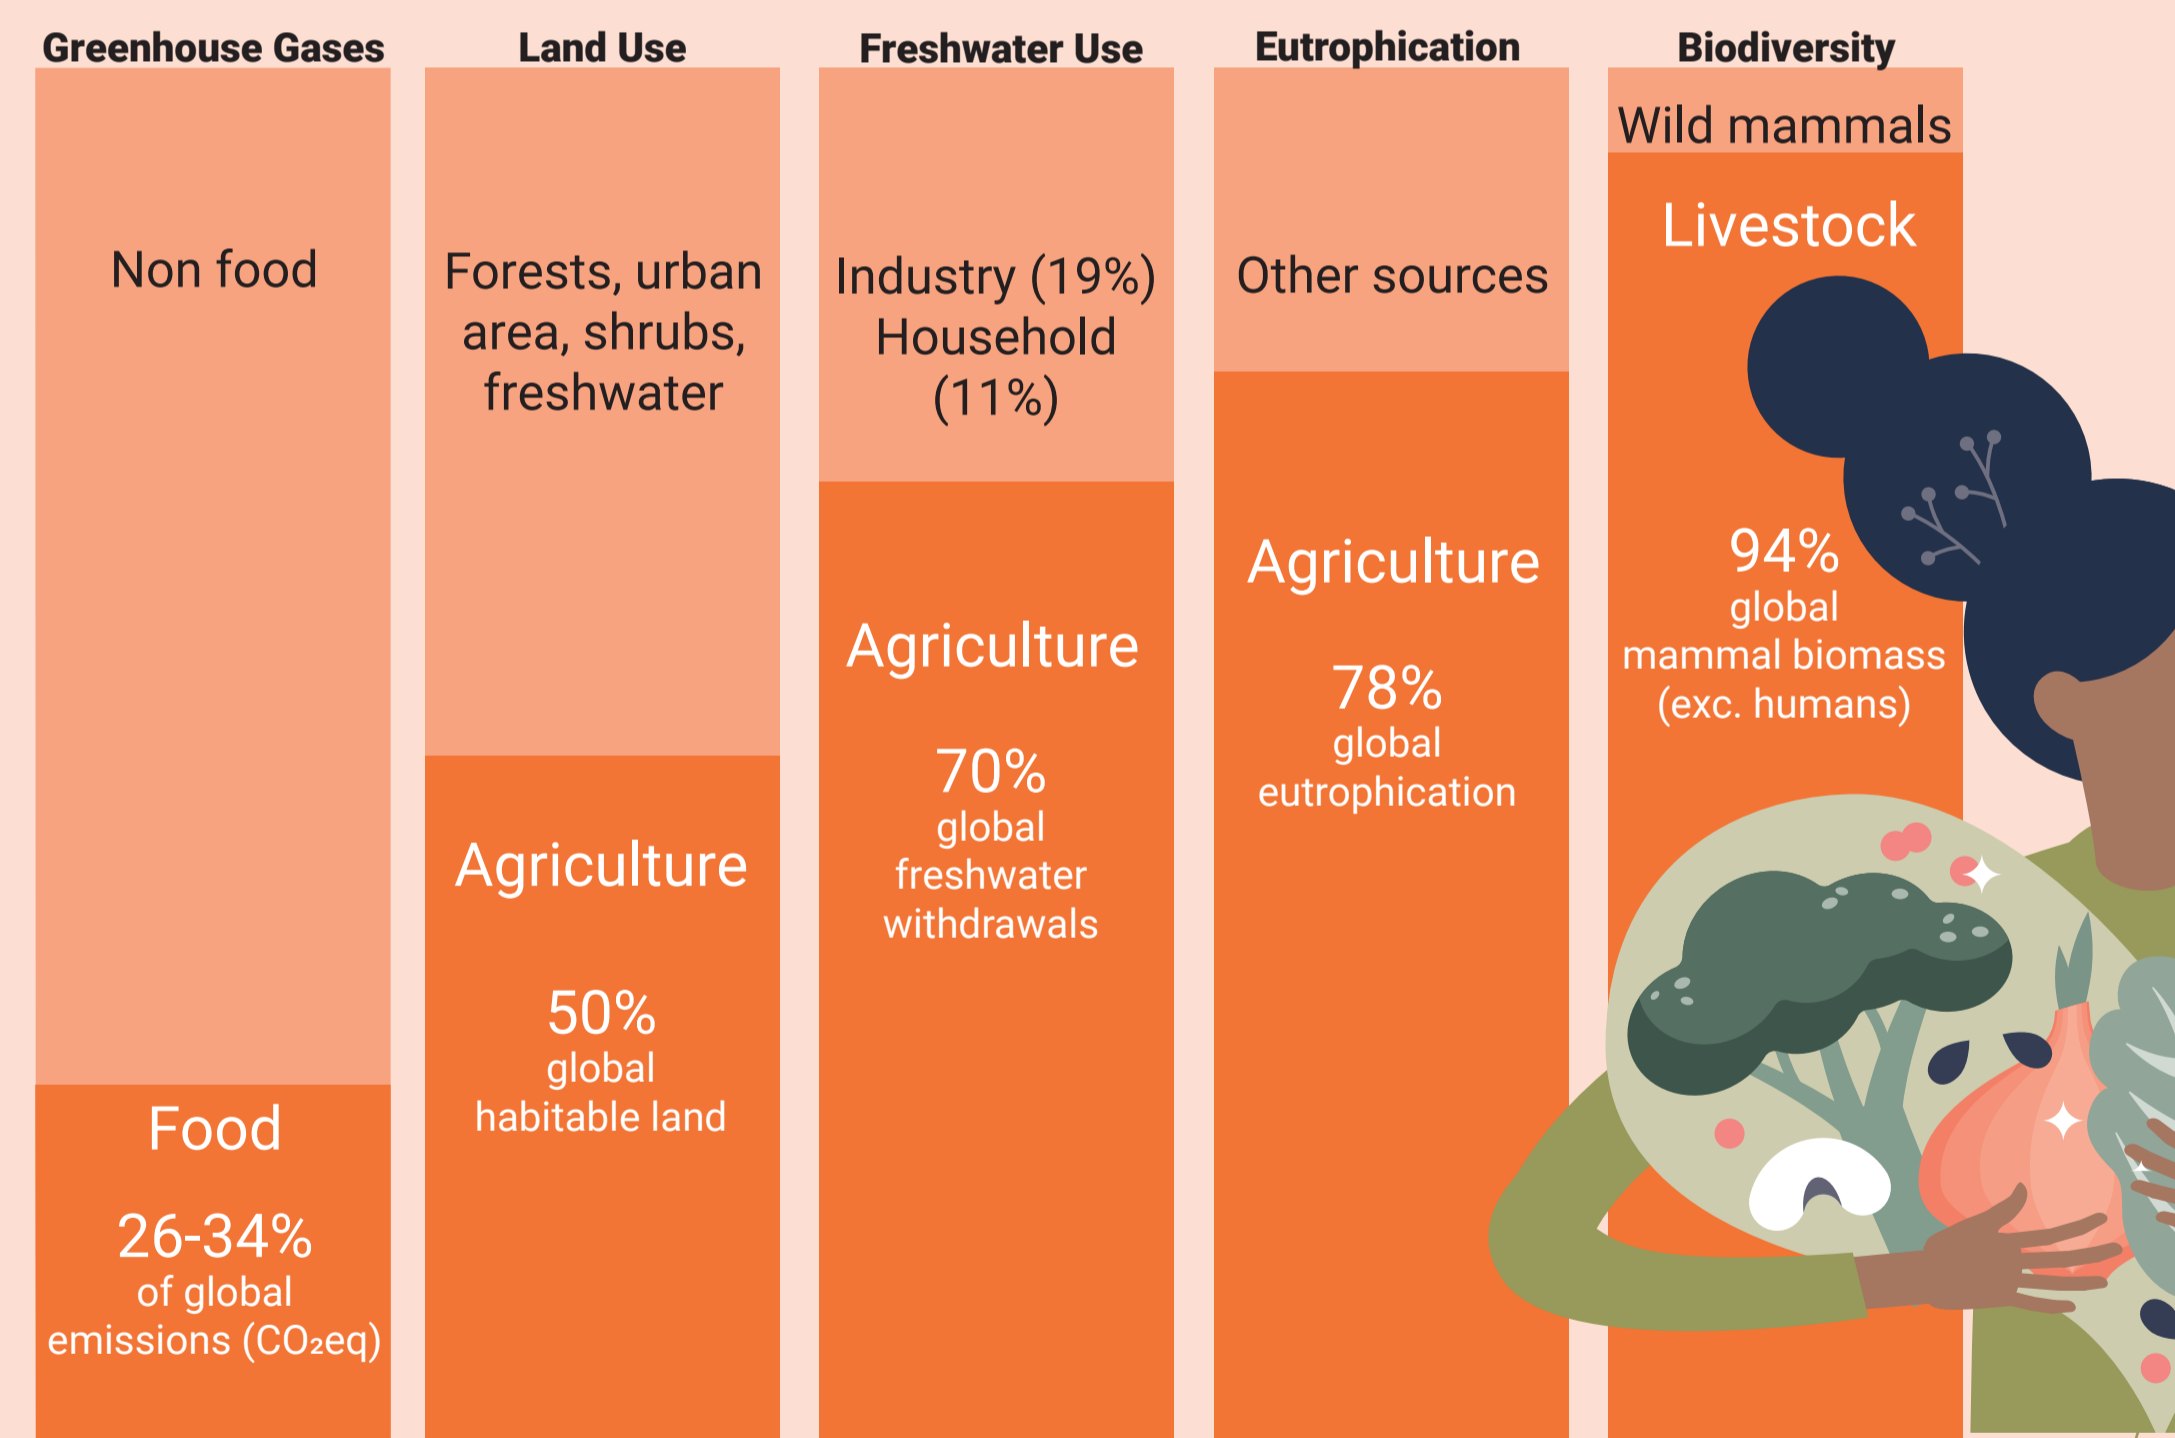 Greenhouse Gases
Non food
Food
26-34%
of global
emissions (CO₂eq)
Land Use
Forests, urban
area, shrubs,
freshwater
Agriculture
50%
global
habitable land
Freshwater Use
Industry (19%)
Household
(11%)
Agriculture
70%
global
freshwater
withdrawals
Eutrophication
Other sources
Agriculture
78%
global
eutrophication
Biodiversity
Wild mammals
Livestock
94%
global
mammal biomass
(exc. humans)